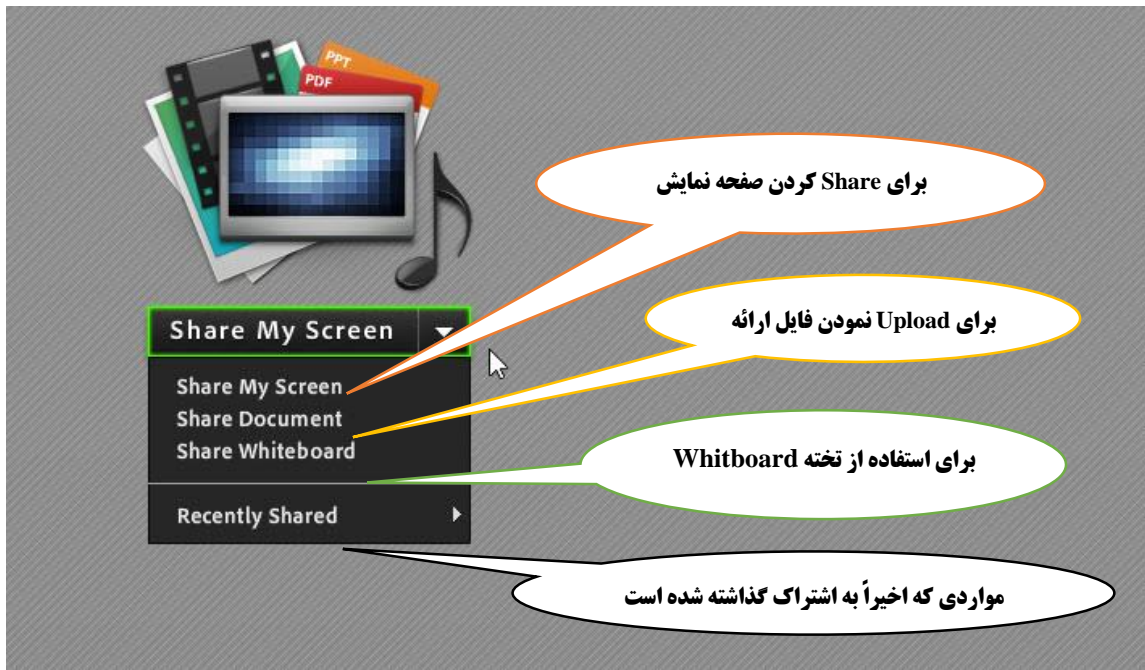 PPT
PDF
برای Share کردن صفحه نمایش
برای Upload نمودن فایل ارائه
Share My Screen
Share My Screen
Share Document
Share Whiteboard
برای استفاده از تخته Whitboard
Recently Shared
مواردی که اخیراً به اشتراک گذاشته شده است